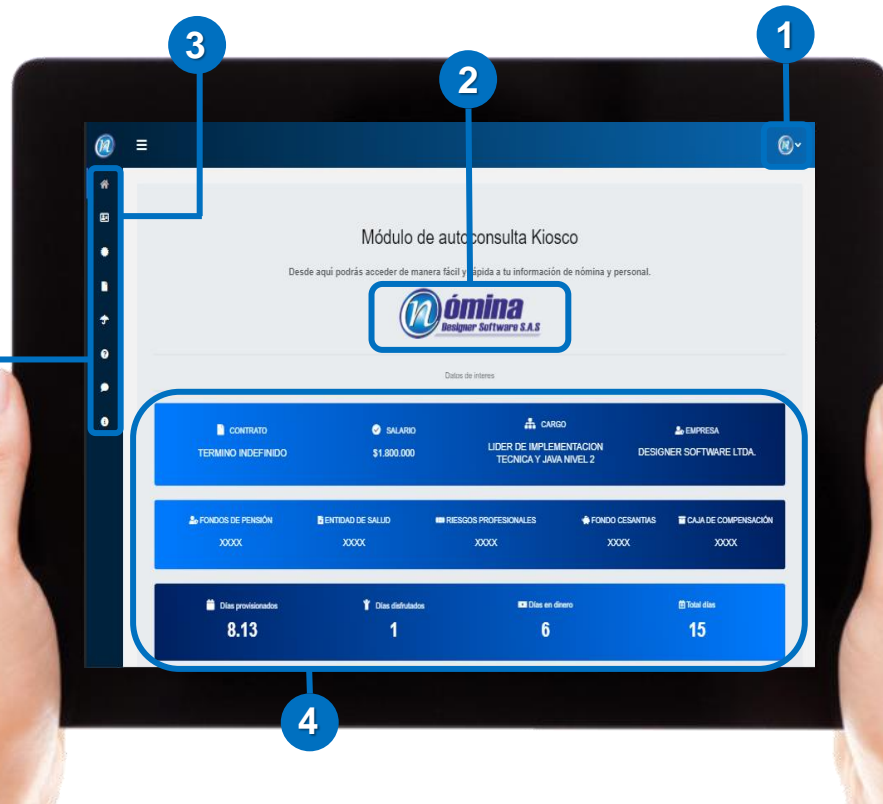 3
1
2
n
n
Módulo de autoconsulta Kiosco
Desde aquí podrás acceder de manera fácil y rápida a tu información de nómina y personal.
nómina
Designer Software S.A.S
Datos de interes
CONTRATO SALARIO CARGO EMPRESA
TERMINO INDEFINIDO $1.800.000 LIDER DE IMPLEMENTACION TECNICA Y JAVA NIVEL 2 DESIGNER SOFTWARE LTDA.
FONDOS DE PENSIÓN ENTIDAD DE SALUD RIESGOS PROFESIONALES FONDO CESANTIAS CAJA DE COMPENSACIÓN
XXXX XXXX XXXX XXXX XXXX
Días provisionados Días disfrutados Días en dinero Total días
8.13 1 6 15
4